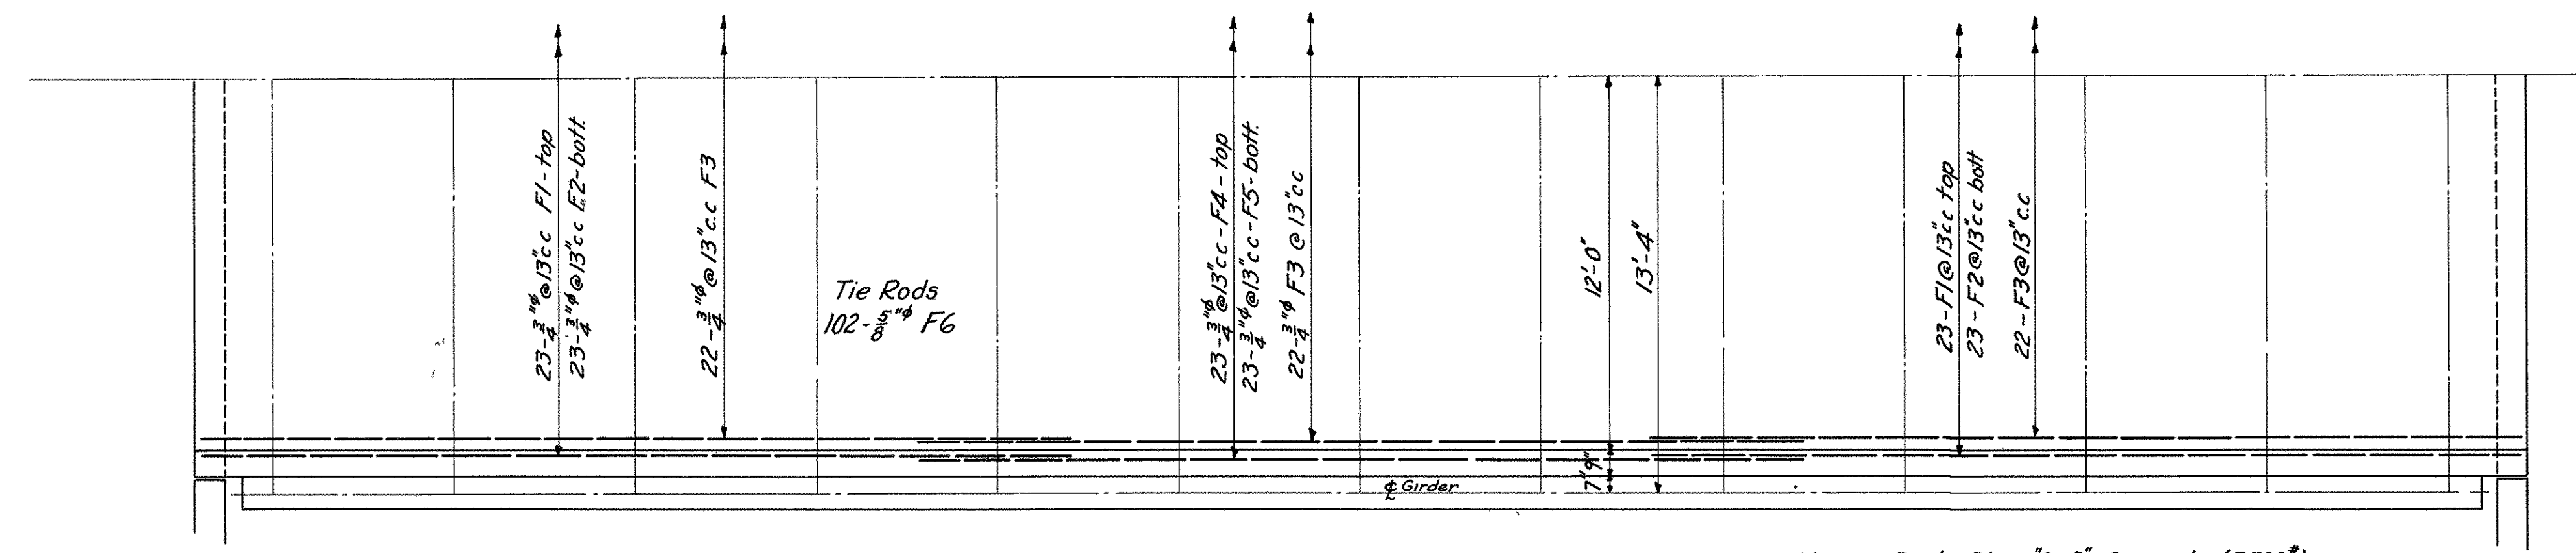 23-3/4"φ @13"cc F1-top
23-3/4"φ @13"cc F2-bott.
22-3/4"φ @13"c.c F3
Tie Rods
102-5/8"φ F6
23-3/4"φ @13"cc-F4-top
23-3/4"φ @13"cc-F5-bott.
22-3/4"φ F3 @13"cc
12'-0"
13'-4"
9"
7"
23-F1@13"cc top
23-F2@13"cc bott
22-F3@13"c.c
℄ Girder